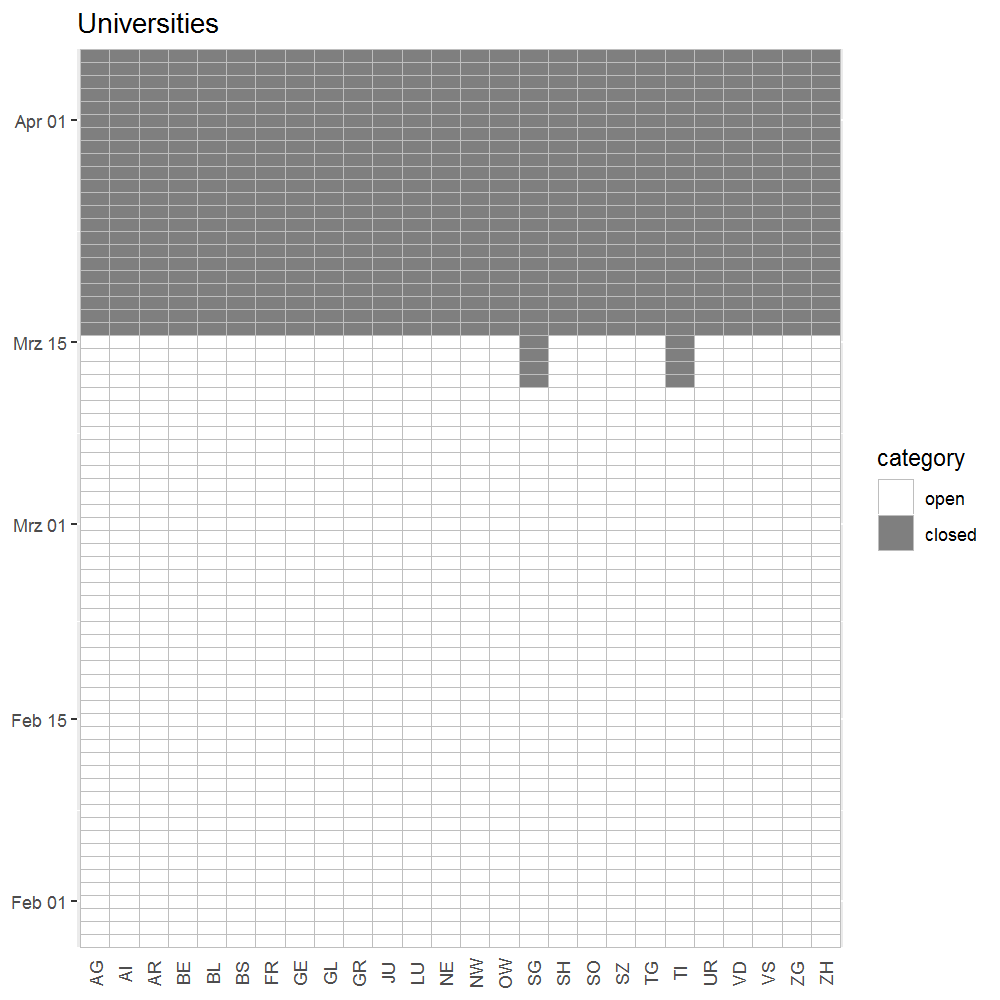 Universities
Apr 01
Mrz 15
Mrz 01
Feb 15
Feb 01
AG AI AR BE BL BS FR GE GL GR JU LU NE NW OW SG SH SO SZ TG TI UR VD VS ZG ZH
category
open
closed